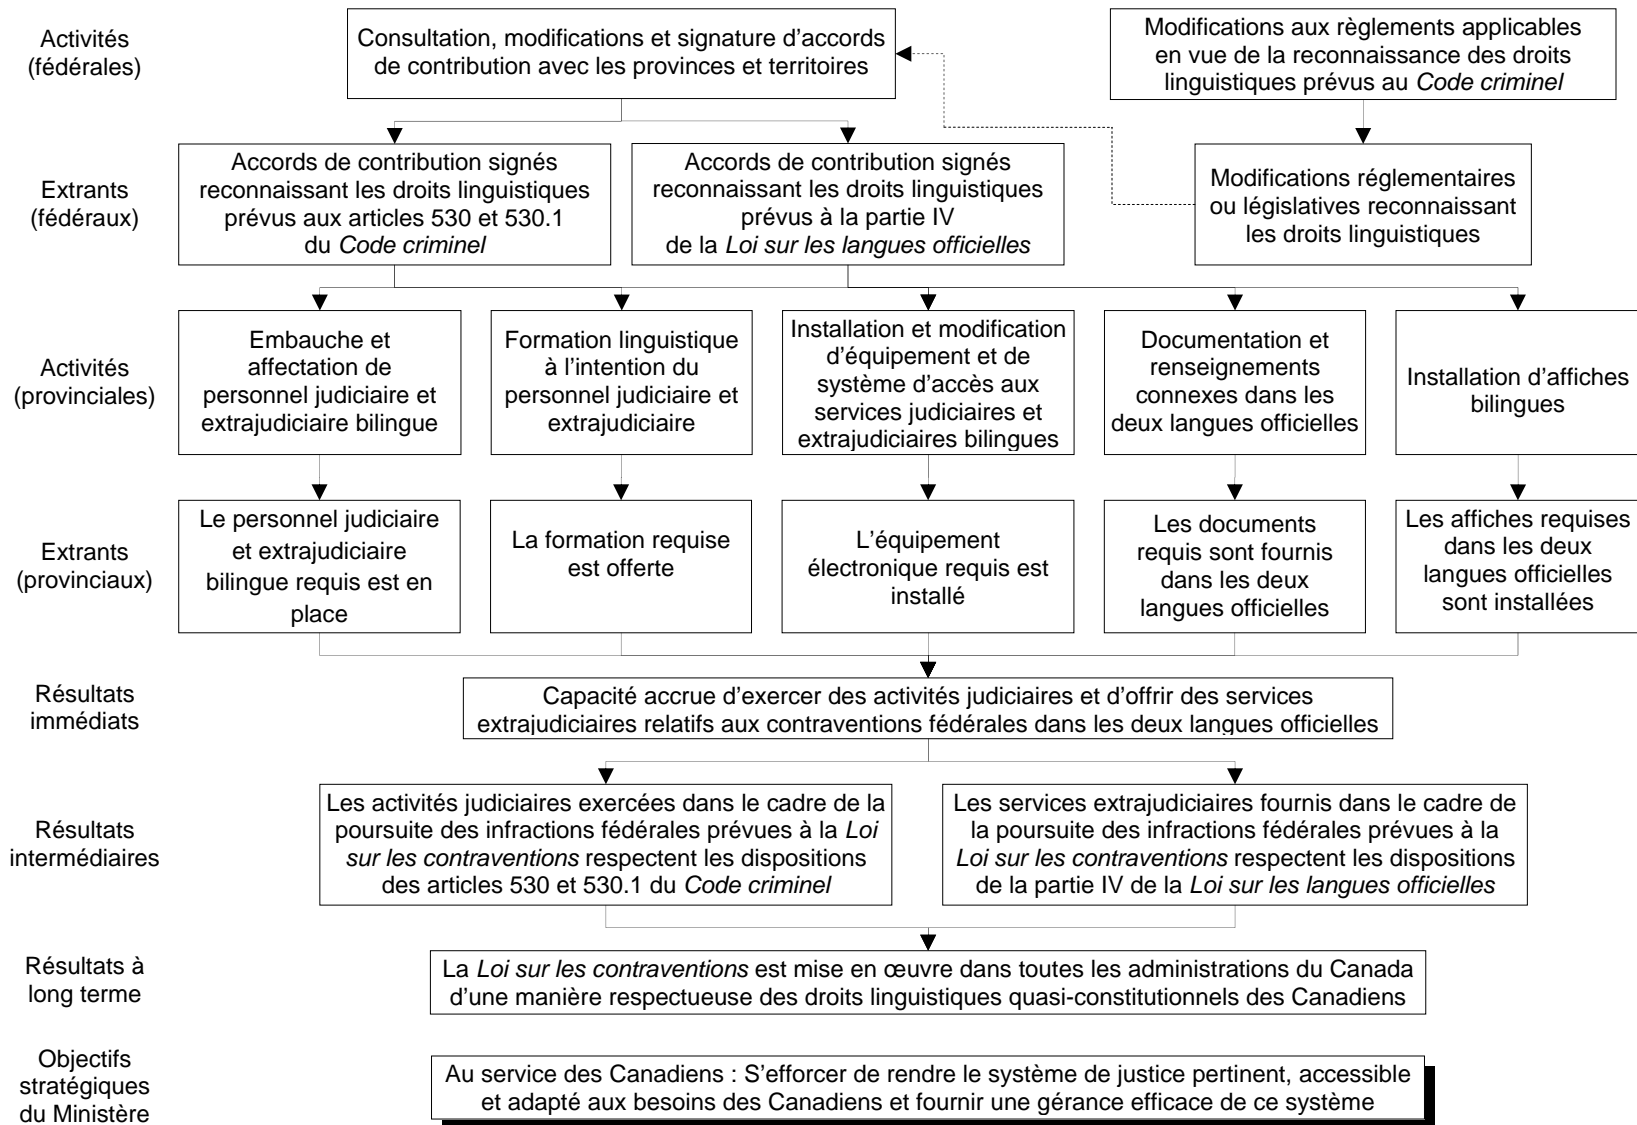 Activités
(fédérales)
Consultation, modifications et signature d’accords
de contribution avec les provinces et territoires
Modifications aux règlements applicables
en vue de la reconnaissance des droits
linguistiques prévus au Code criminel
Extrants
(fédéraux)
Accords de contribution signés
reconnaissant les droits linguistiques
prévus aux articles 530 et 530.1
du Code criminel
Accords de contribution signés
reconnaissant les droits linguistiques
prévus à la partie IV
de la Loi sur les langues officielles
Modifications réglementaires
ou législatives reconnaissant
les droits linguistiques
Activités
(provinciales)
Embauche et
affectation de
personnel judiciaire et
extrajudiciaire bilingue
Formation linguistique
à l’intention du
personnel judiciaire et
extrajudiciaire
Installation et modification
d’équipement et de
système d’accès aux
services judiciaires et
extrajudiciaires bilingues
Documentation et
renseignements
connexes dans les
deux langues officielles
Installation d’affiches
bilingues
Extrants
(provinciaux)
Le personnel judiciaire
et extrajudiciaire
bilingue requis est en
place
La formation requise
est offerte
L’équipement
électronique requis est
installé
Les documents
requis sont fournis
dans les deux
langues officielles
Les affiches requises
dans les deux
langues officielles
sont installées
Résultats
immédiats
Capacité accrue d’exercer des activités judiciaires et d’offrir des services
extrajudiciaires relatifs aux contraventions fédérales dans les deux langues officielles
Résultats
intermédiaires
Les activités judiciaires exercées dans le cadre de la
poursuite des infractions fédérales prévues à la Loi
sur les contraventions respectent les dispositions
des articles 530 et 530.1 du Code criminel
Les services extrajudiciaires fournis dans le cadre de
la poursuite des infractions fédérales prévues à la
Loi sur les contraventions respectent les dispositions
de la partie IV de la Loi sur les langues officielles
Résultats à
long terme
La Loi sur les contraventions est mise en œuvre dans toutes les administrations du Canada
d’une manière respectueuse des droits linguistiques quasi-constitutionnels des Canadiens
Objectifs
stratégiques
du Ministère
Au service des Canadiens : S’efforcer de rendre le système de justice pertinent, accessible
et adapté aux besoins des Canadiens et fournir une gérance efficace de ce système